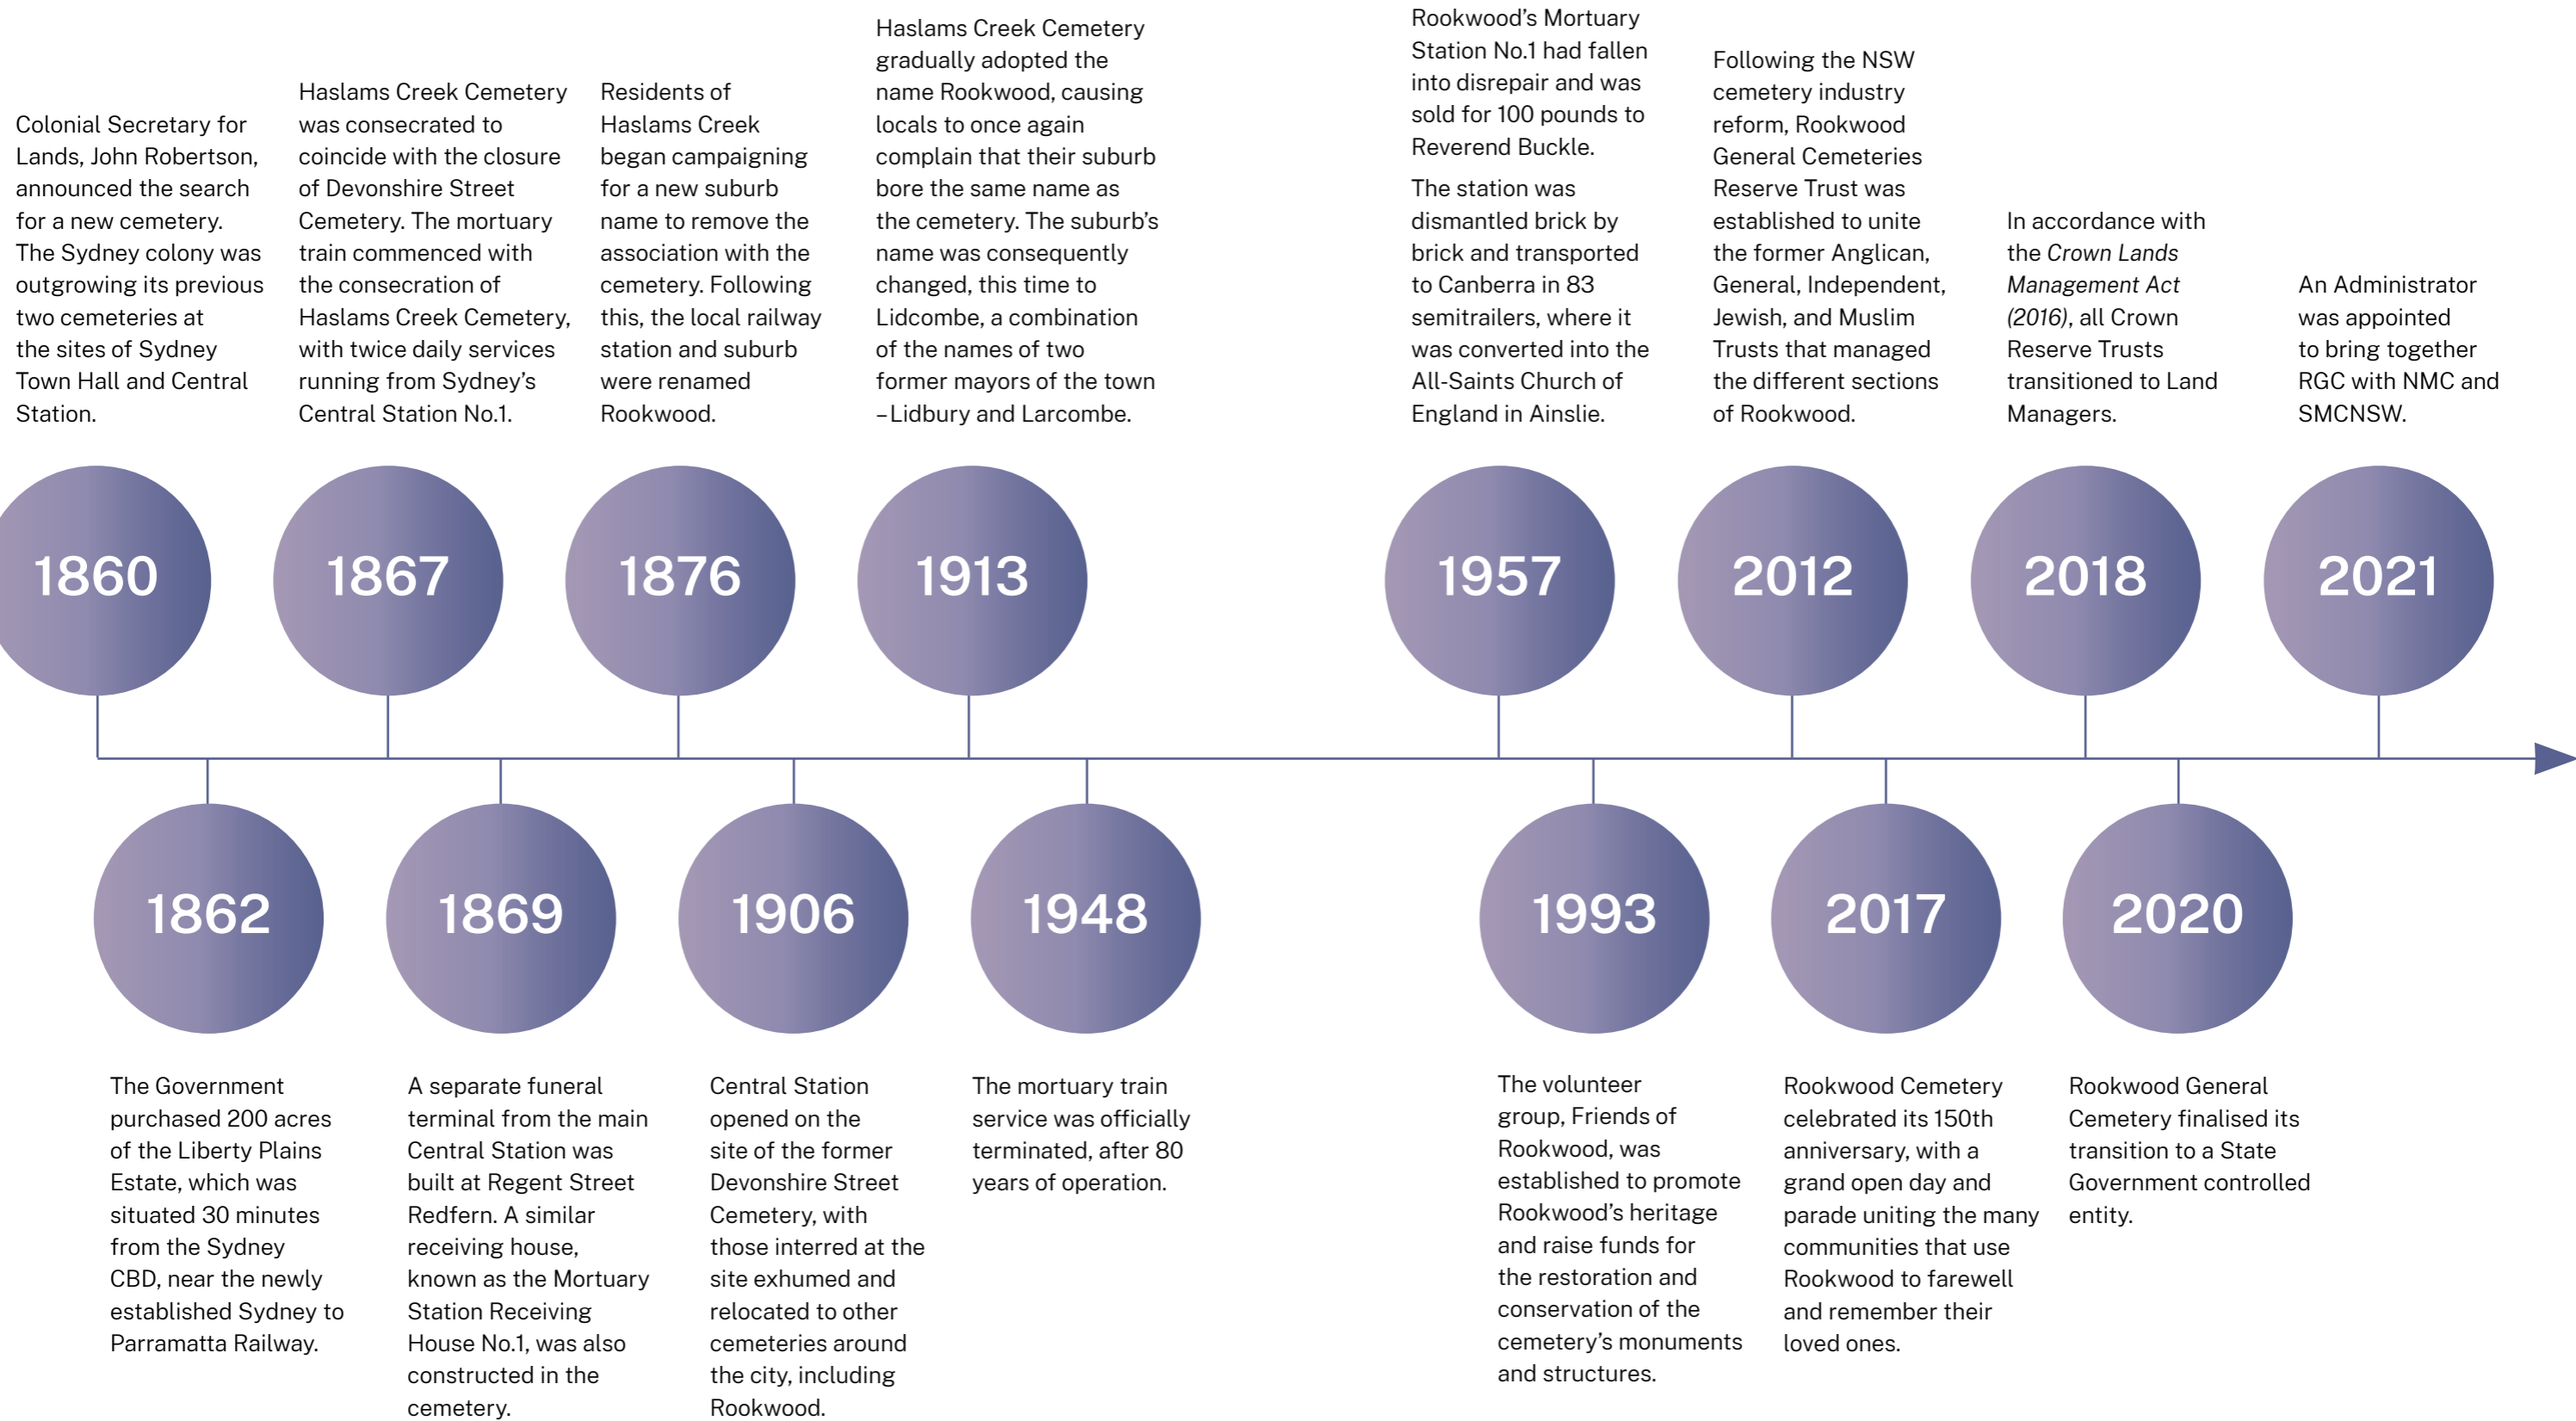 Colonial Secretary for
Lands, John Robertson,
announced the search
for a new cemetery.
The Sydney colony was
outgrowing its previous
two cemeteries at
the sites of Sydney
Town Hall and Central
Station.
1860
The Government
purchased 200 acres
of the Liberty Plains
Estate, which was
situated 30 minutes
from the Sydney
CBD, near the newly
established Sydney to
Parramatta Railway.
1862
Haslams Creek Cemetery
was consecrated to
coincide with the closure
of Devonshire Street
Cemetery. The mortuary
train commenced with
the consecration of
Haslams Creek Cemetery,
with twice daily services
running from Sydney’s
Central Station No.1.
1867
A separate funeral
terminal from the main
Central Station was
built at Regent Street
Redfern. A similar
receiving house,
known as the Mortuary
Station Receiving
House No.1, was also
constructed in the
cemetery.
1869
Residents of
Haslams Creek
began campaigning
for a new suburb
name to remove the
association with the
cemetery. Following
this, the local railway
station and suburb
were renamed
Rookwood.
1876
Central Station
opened on the
site of the former
Devonshire Street
Cemetery, with
those interred at the
site exhumed and
relocated to other
cemeteries around
the city, including
Rookwood.
1906
Haslams Creek Cemetery
gradually adopted the
name Rookwood, causing
locals to once again
complain that their suburb
bore the same name as
the cemetery. The suburb’s
name was consequently
changed, this time to
Lidcombe, a combination
of the names of two
former mayors of the town
–Lidbury and Larcombe.
1913
The mortuary train
service was officially
terminated, after 80
years of operation.
1948
Rookwood’s Mortuary
Station No.1 had fallen
into disrepair and was
sold for 100 pounds to
Reverend Buckle.
The station was
dismantled brick by
brick and transported
to Canberra in 83
semitrailers, where it
was converted into the
All-Saints Church of
England in Ainslie.
1957
The volunteer
group, Friends of
Rookwood, was
established to promote
Rookwood’s heritage
and raise funds for
the restoration and
conservation of the
cemetery’s monuments
and structures.
1993
Following the NSW
cemetery industry
reform, Rookwood
General Cemeteries
Reserve Trust was
established to unite
the former Anglican,
General, Independent,
Jewish, and Muslim
Trusts that managed
the different sections
of Rookwood.
2012
Rookwood Cemetery
celebrated its 150th
anniversary, with a
grand open day and
parade uniting the many
communities that use
Rookwood to farewell
and remember their
loved ones.
2017
In accordance with
the Crown Lands
Management Act
(2016), all Crown
Reserve Trusts
transitioned to Land
Managers.
2018
Rookwood General
Cemetery finalised its
transition to a State
Government controlled
entity.
2020
An Administrator
was appointed
to bring together
RGC with NMC and
SMCNSW.
2021